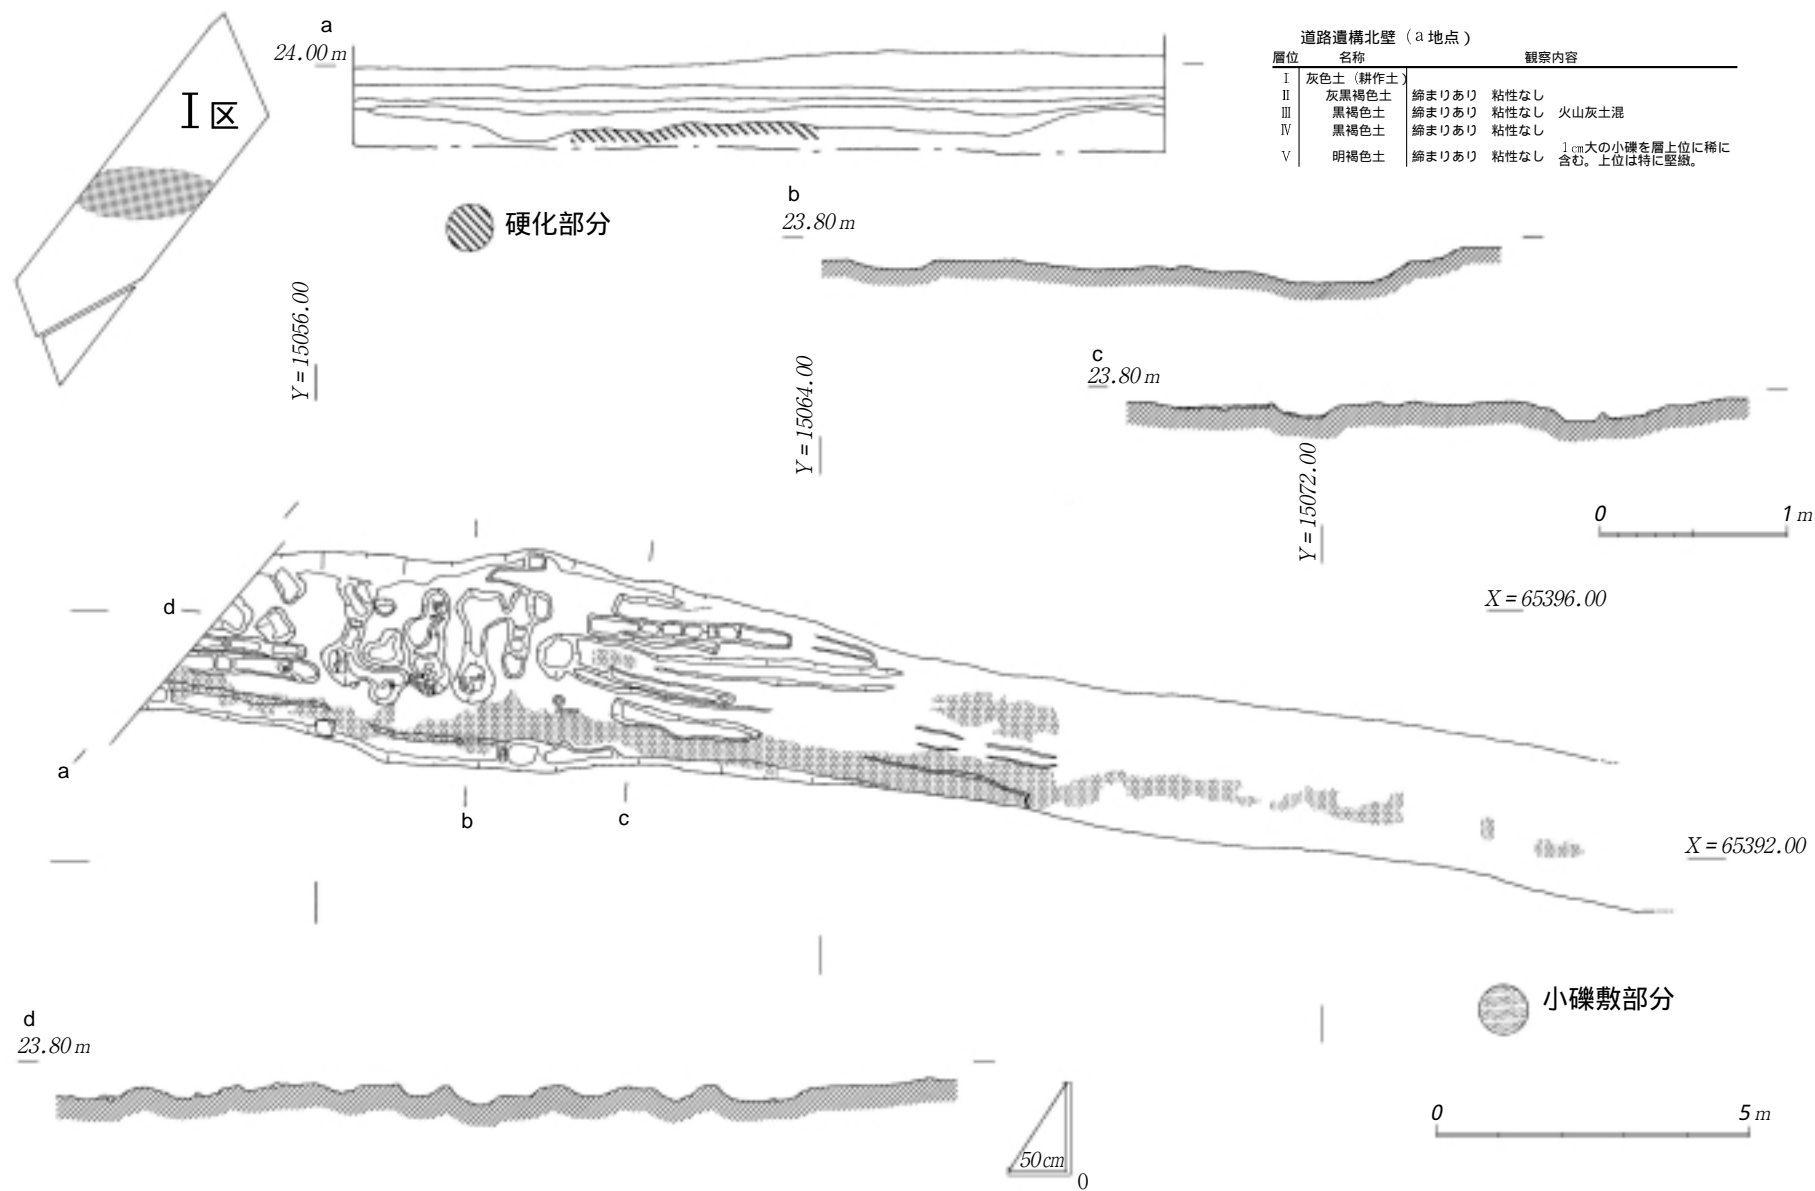 I区
a
24.00m
道路遺構北壁（a地点）
層位 名称 観察内容
Ⅰ 灰色土（耕作土）
Ⅱ 灰黒褐色土 締まりあり 粘性なし
Ⅲ 黒褐色土 締まりあり 粘性なし 火山灰土混
Ⅳ 黒褐色土 締まりあり 粘性なし
Ⅴ 明褐色土 締まりあり 粘性なし 1㎝大の小礫を層上位に稀に
含む。上位は特に堅緻。
硬化部分
b
23.80m
c
23.80m
Y=15056.00
Y=15064.00
Y=15072.00
0 1m
X=65396.00
d
a
b
c
X=65392.00
小礫敷部分
d
23.80m
50cm
0
0 5m